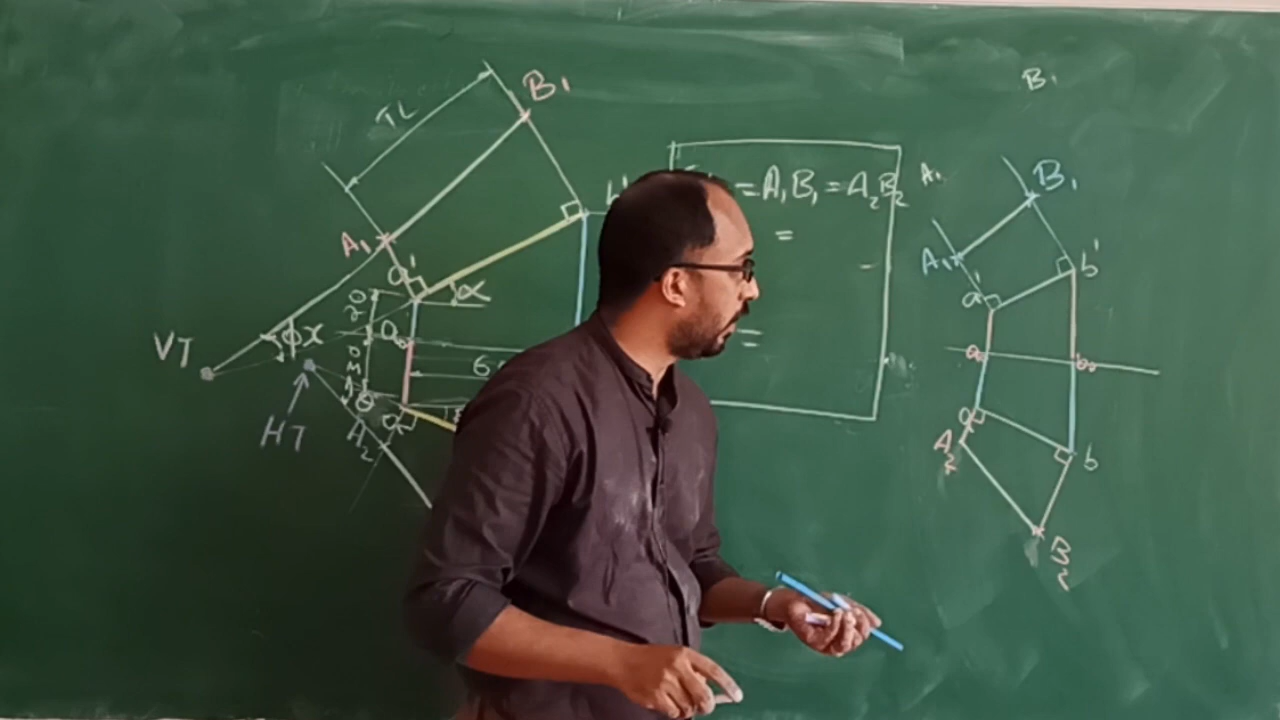 B₁
TL
B₁
= A₁B₁ = A₂B₂
A₁
B₁
A₁
=
A₁
a'
b'
a'
α
VT
ϕ
a₀
a₀
b₀
=
HT
θ
A₂
a
A₂
b
B₂